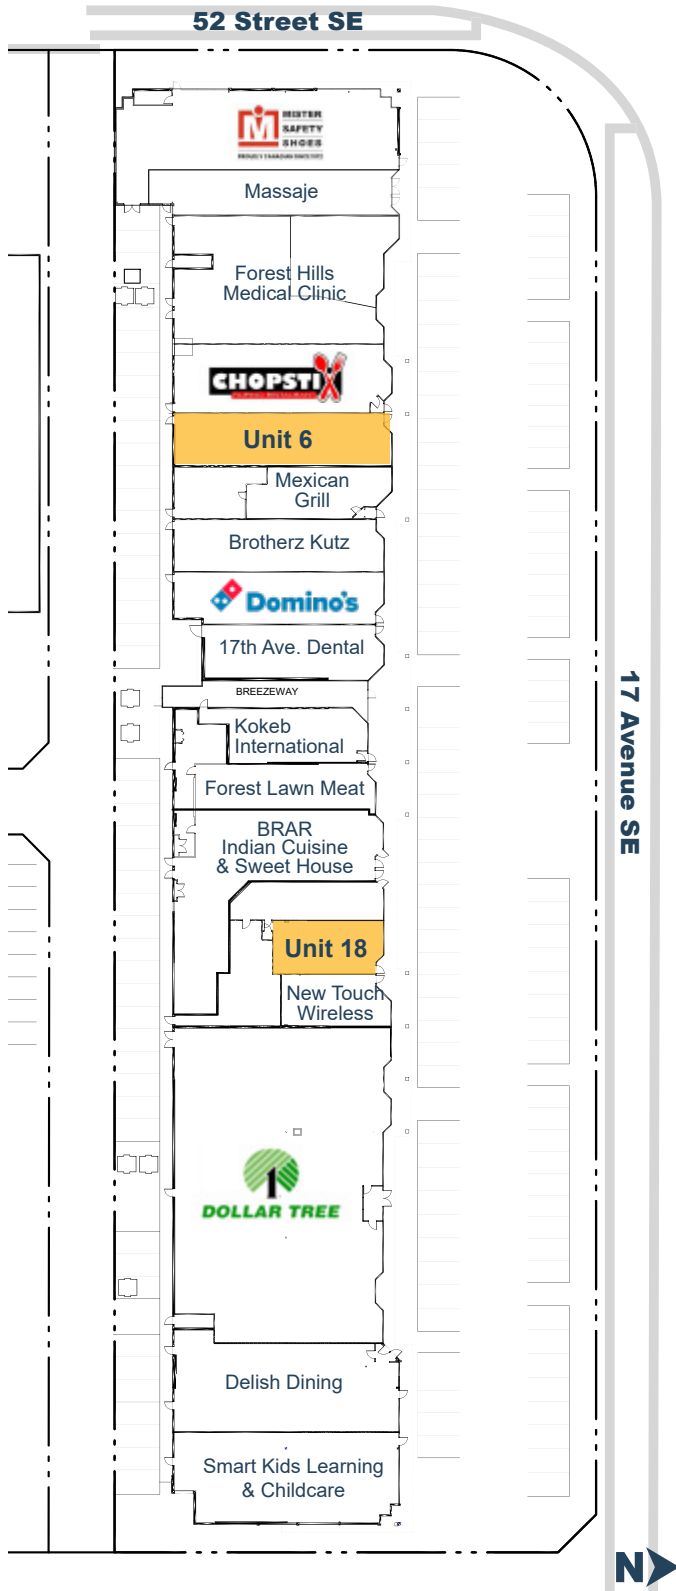 52 Street SE
MISTER
SAFETY
SHOES
Massaje
Forest Hills
Medical Clinic
CHOPSTIX
Unit 6
Mexican
Grill
Brotherz Kutz
Domino's
17th Ave. Dental
BREEZEWAY
Kokeb
International
Forest Lawn Meat
BRAR
Indian Cuisine
& Sweet House
Unit 18
New Touch
Wireless
1
DOLLAR TREE
Delish Dining
Smart Kids Learning
& Childcare
17 Avenue SE
N